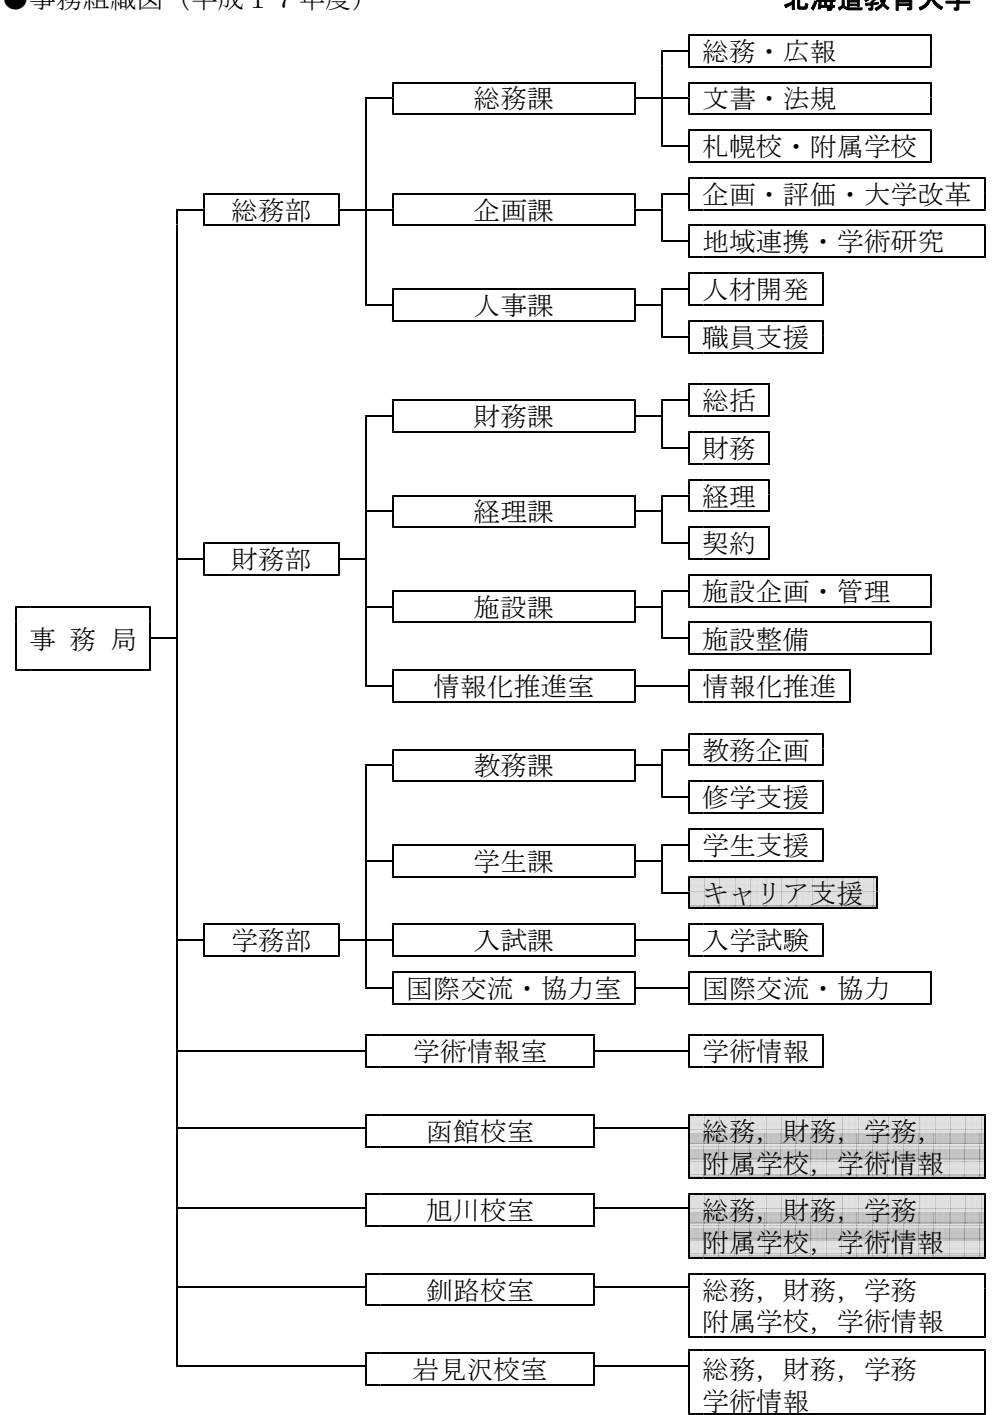 ●事務組織図（平成１７年度）
北海道教育大学
総務・広報
総務課
文書・法規
札幌校・附属学校
企画・評価・大学改革
総務部
企画課
地域連携・学術研究
人材開発
人事課
職員支援
総括
財務課
財務
経理
経理課
契約
財務部
施設企画・管理
施設課
事 務 局
施設整備
情報化推進室
情報化推進
教務企画
教務課
修学支援
学生支援
学生課
キャリア支援
学務部
入試課
入学試験
国際交流・協力室
国際交流・協力
学術情報室
学術情報
函館校室
総務，財務，学務，
附属学校，学術情報
旭川校室
総務，財務，学務
附属学校，学術情報
釧路校室
総務，財務，学務
附属学校，学術情報
岩見沢校室
総務，財務，学務
学術情報